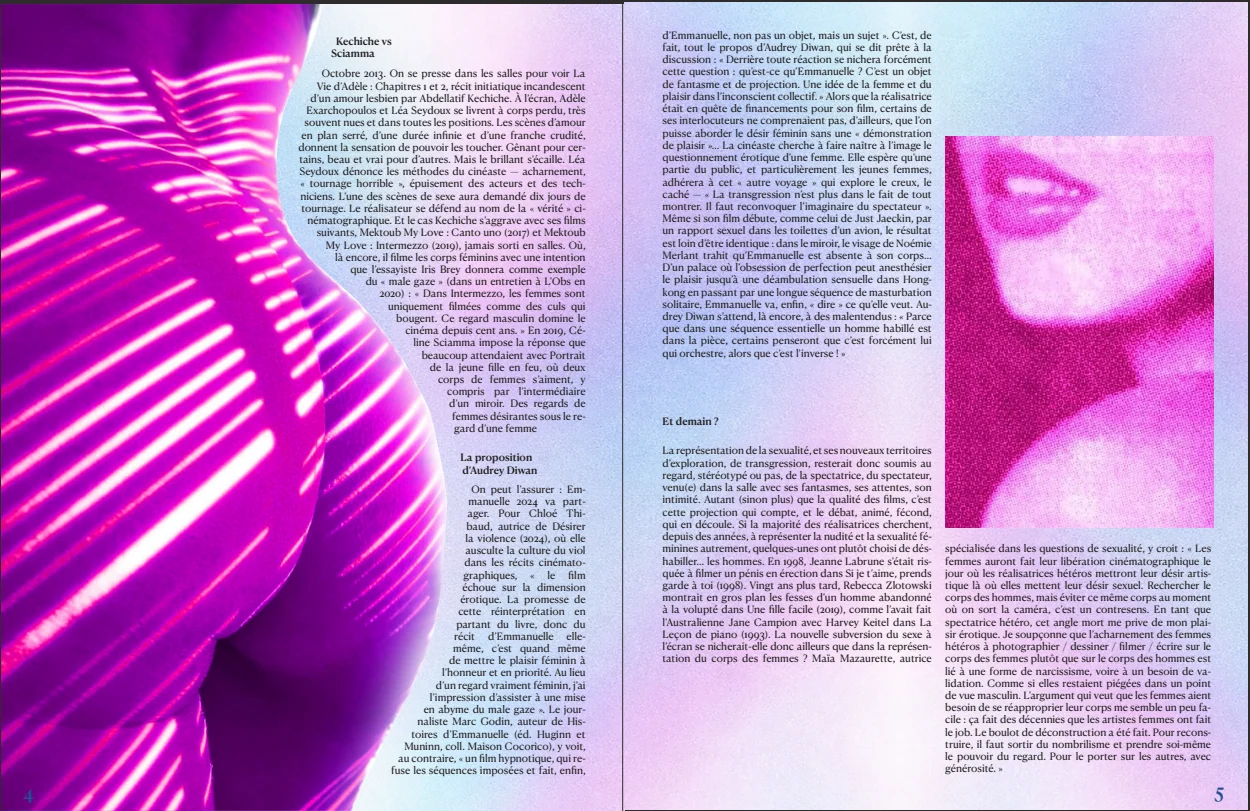 Kechiche vs
Sciamma
Octobre 2013. On se presse dans les salles pour voir La
Vie d'Adèle : Chapitres 1 et 2, récit initiatique incandescent
d'un amour lesbien par Abdellatif Kechiche. À l'écran, Adèle
Exarchopoulos et Léa Seydoux se livrent à corps perdu, très
souvent nues et dans toutes les positions. Les scènes d'amour
en plan serré, d'une durée infinie et d'une franche crudité,
donnent la sensation de pouvoir les toucher. Gênant pour cer-
tains, beau et vrai pour d'autres. Mais le brillant s'écaille. Léa
Seydoux dénonce les méthodes du cinéaste — acharnement,
« tournage horrible », épuisement des acteurs et des tech-
niciens. L'une des scènes de sexe aura demandé dix jours de
tournage. Le réalisateur se défend au nom de la « vérité » ci-
nématographique. Et le cas Kechiche s'aggrave avec ses films
suivants, Mektoub My Love : Canto uno (2017) et Mektoub
My Love : Intermezzo (2019), jamais sorti en salles. Où,
là encore, il filme les corps féminins avec une intention
que l'essayiste Iris Brey donnera comme exemple
du « male gaze » (dans un entretien à L'Obs en
2020) : « Dans Intermezzo, les femmes sont
uniquement filmées comme des culs qui
bougent. Ce regard masculin domine le
cinéma depuis cent ans. » En 2019, Cé-
line Sciamma impose la réponse que
beaucoup attendaient avec Portrait
de la jeune fille en feu, où deux
corps de femmes s'aiment, y
compris par l'intermédiaire
d'un miroir. Des regards de
femmes désirantes sous le re-
gard d'une femme
La proposition
d'Audrey Diwan
On peut l'assurer : Em-
manuelle 2024 va part-
ager. Pour Chloé Thi-
baud, autrice de Désirer
la violence (2024), où elle
ausculte la culture du viol
dans les récits cinémato-
graphiques, « le film
échoue sur la dimension
érotique. La promesse de
cette réinterprétation en
partant du livre, donc du
récit d'Emmanuelle elle-
même, c'est quand même
de mettre le plaisir féminin à
l'honneur et en priorité. Au lieu
d'un regard vraiment féminin, j'ai
l'impression d'assister à une mise
en abyme du male gaze ». Le jour-
naliste Marc Godin, auteur de His-
toires d'Emmanuelle (éd. Huginn et
Muninn, coll. Maison Cocorico), y voit,
au contraire, « un film hypnotique, qui re-
fuse les séquences imposées et fait, enfin,
4
d'Emmanuelle, non pas un objet, mais un sujet ». C'est, de
fait, tout le propos d'Audrey Diwan, qui se dit prête à la
discussion : « Derrière toute réaction se nichera forcément
cette question : qu'est-ce qu'Emmanuelle ? C'est un objet
de fantasme et de projection. Une idée de la femme et du
plaisir dans l'inconscient collectif. » Alors que la réalisatrice
était en quête de financements pour son film, certains de
ses interlocuteurs ne comprenaient pas, d'ailleurs, que l'on
puisse aborder le désir féminin sans une « démonstration
de plaisir »... La cinéaste cherche à faire naître à l'image le
questionnement érotique d'une femme. Elle espère qu'une
partie du public, et particulièrement les jeunes femmes,
adhérera à cet « autre voyage » qui explore le creux, le
caché — « La transgression n'est plus dans le fait de tout
montrer. Il faut reconvoquer l'imaginaire du spectateur ».
Même si son film débute, comme celui de Just Jaeckin, par
un rapport sexuel dans les toilettes d'un avion, le résultat
est loin d'être identique : dans le miroir, le visage de Noémie
Merlant trahit qu'Emmanuelle est absente à son corps...
D'un palace où l'obsession de perfection peut anesthésier
le plaisir jusqu'à une déambulation sensuelle dans Hong-
kong en passant par une longue séquence de masturbation
solitaire, Emmanuelle va, enfin, « dire » ce qu'elle veut. Au-
drey Diwan s'attend, là encore, à des malentendus : « Parce
que dans une séquence essentielle un homme habillé est
dans la pièce, certains penseront que c'est forcément lui
qui orchestre, alors que c'est l'inverse ! »
Et demain ?
La représentation de la sexualité, et ses nouveaux territoires
d'exploration, de transgression, resterait donc soumis au
regard, stéréotypé ou pas, de la spectatrice, du spectateur,
venu(e) dans la salle avec ses fantasmes, ses attentes, son
intimité. Autant (sinon plus) que la qualité des films, c'est
cette projection qui compte, et le débat, animé, fécond,
qui en découle. Si la majorité des réalisatrices cherchent,
depuis des années, à représenter la nudité et la sexualité fé-
minines autrement, quelques-unes ont plutôt choisi de dés-
habiller... les hommes. En 1998, Jeanne Labrune s'était ris-
quée à filmer un pénis en érection dans Si je t'aime, prends
garde à toi (1998). Vingt ans plus tard, Rebecca Zlotowski
montrait en gros plan les fesses d'un homme abandonné
à la volupté dans Une fille facile (2019), comme l'avait fait
l'Australienne Jane Campion avec Harvey Keitel dans La
Leçon de piano (1993). La nouvelle subversion du sexe à
l'écran se nicherait-elle donc ailleurs que dans la représen-
tation du corps des femmes ? Maïa Mazaurette, autrice
spécialisée dans les questions de sexualité, y croit : « Les
femmes auront fait leur libération cinématographique le
jour où les réalisatrices hétéros mettront leur désir artis-
tique là où elles mettent leur désir sexuel. Rechercher le
corps des hommes, mais éviter ce même corps au moment
où on sort la caméra, c'est un contresens. En tant que
spectatrice hétéro, cet angle mort me prive de mon plai-
sir érotique. Je soupçonne que l'acharnement des femmes
hétéros à photographier / dessiner / filmer / écrire sur le
corps des femmes plutôt que sur le corps des hommes est
lié à une forme de narcissisme, voire à un besoin de va-
lidation. Comme si elles restaient piégées dans un point
de vue masculin. L'argument qui veut que les femmes aient
besoin de se réapproprier leur corps me semble un peu fa-
cile : ça fait des décennies que les artistes femmes ont fait
le job. Le boulot de déconstruction a été fait. Pour recons-
truire, il faut sortir du nombrilisme et prendre soi-même
le pouvoir du regard. Pour le porter sur les autres, avec
générosité. »
5